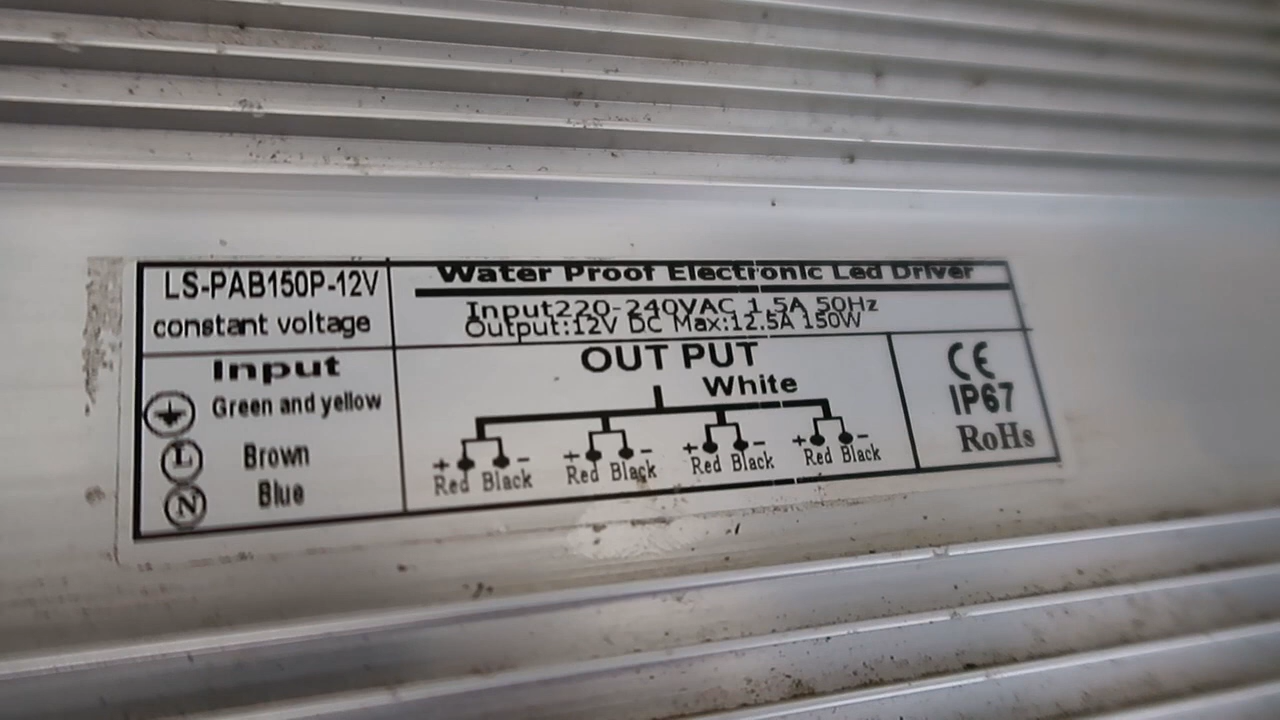 LS-PAB150P-12V
constant voltage
Water Proof Electronic Led Driver
Input220-240VAC 1.5A 50Hz
Output:12V DC Max:12.5A 150W
Input
Green and yellow
L Brown
N Blue
OUT PUT
White
+ - + - + - + -
Red Black Red Black Red Black Red Black
CE
IP67
RoHs